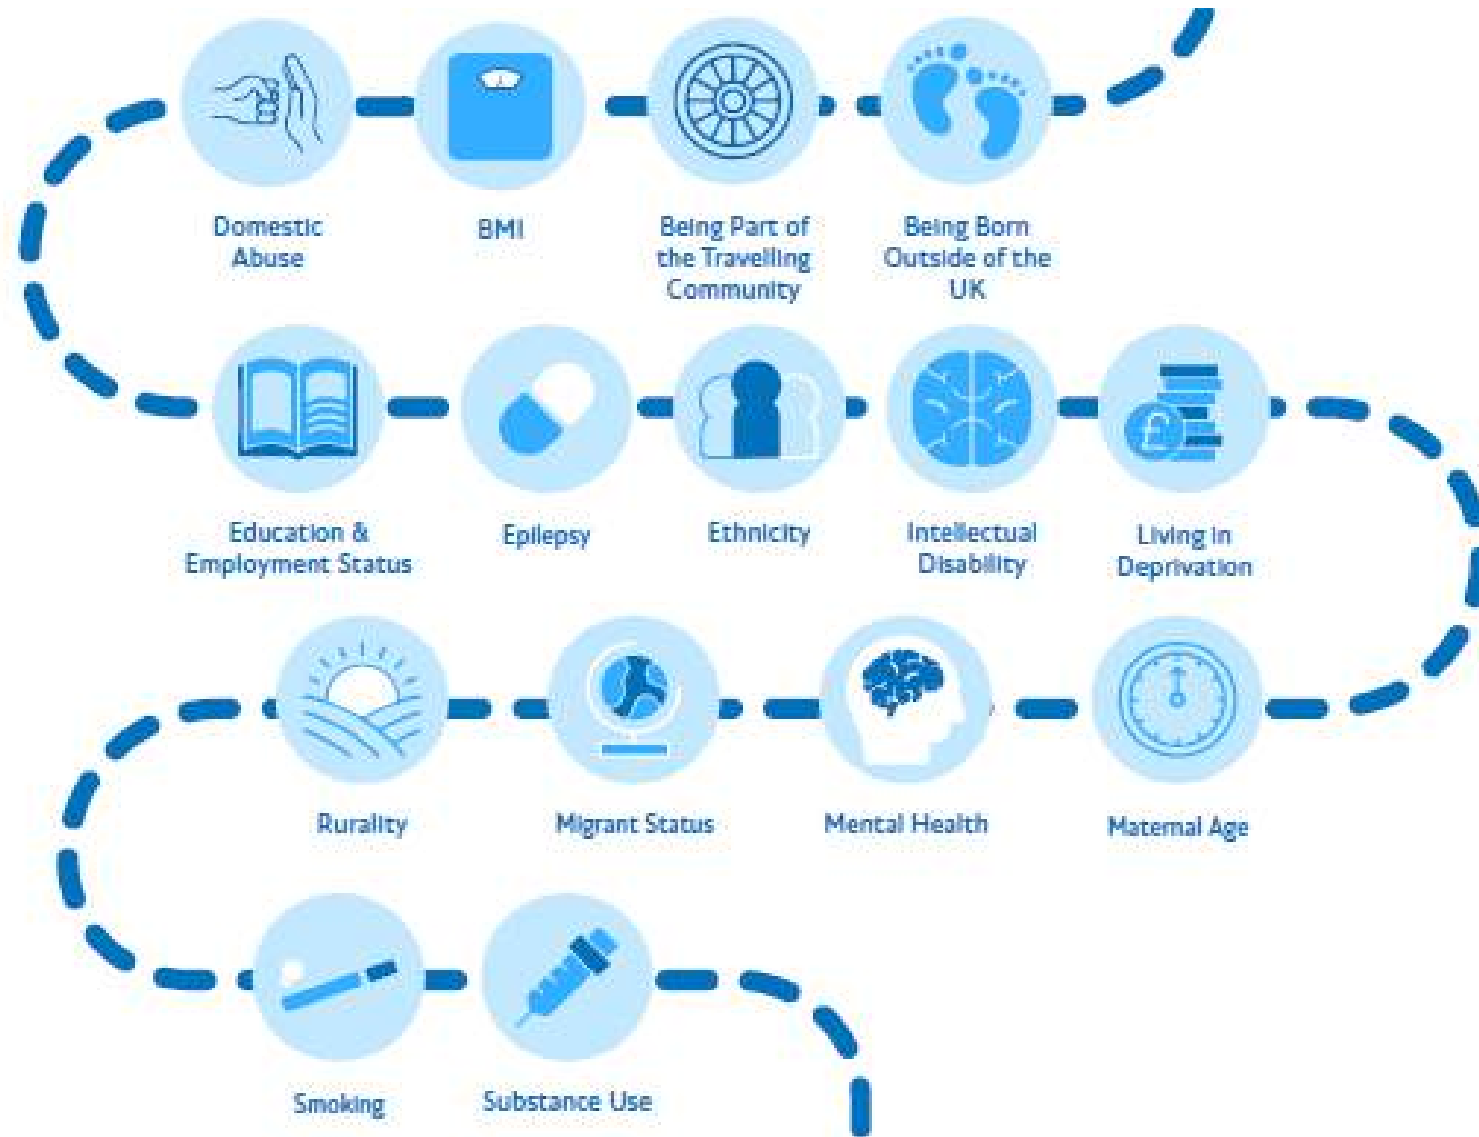 Domestic
Abuse
BMI
Being Part of
the Travelling
Community
Being Born
Outside of the
UK
Education &
Employment Status
Epilepsy
Ethnicity
Intellectual
Disability
Living in
Deprivation
Rurality
Migrant Status
Mental Health
Maternal Age
Smoking
Substance Use